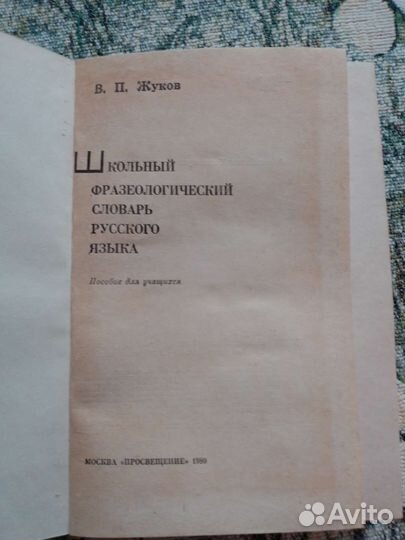 В. П. Жуков
ШКОЛЬНЫЙ
ФРАЗЕОЛОГИЧЕСКИЙ
СЛОВАРЬ
РУССКОГО
ЯЗЫКА
Пособие для учащихся
МОСКВА «ПРОСВЕЩЕНИЕ» 1980
Avito